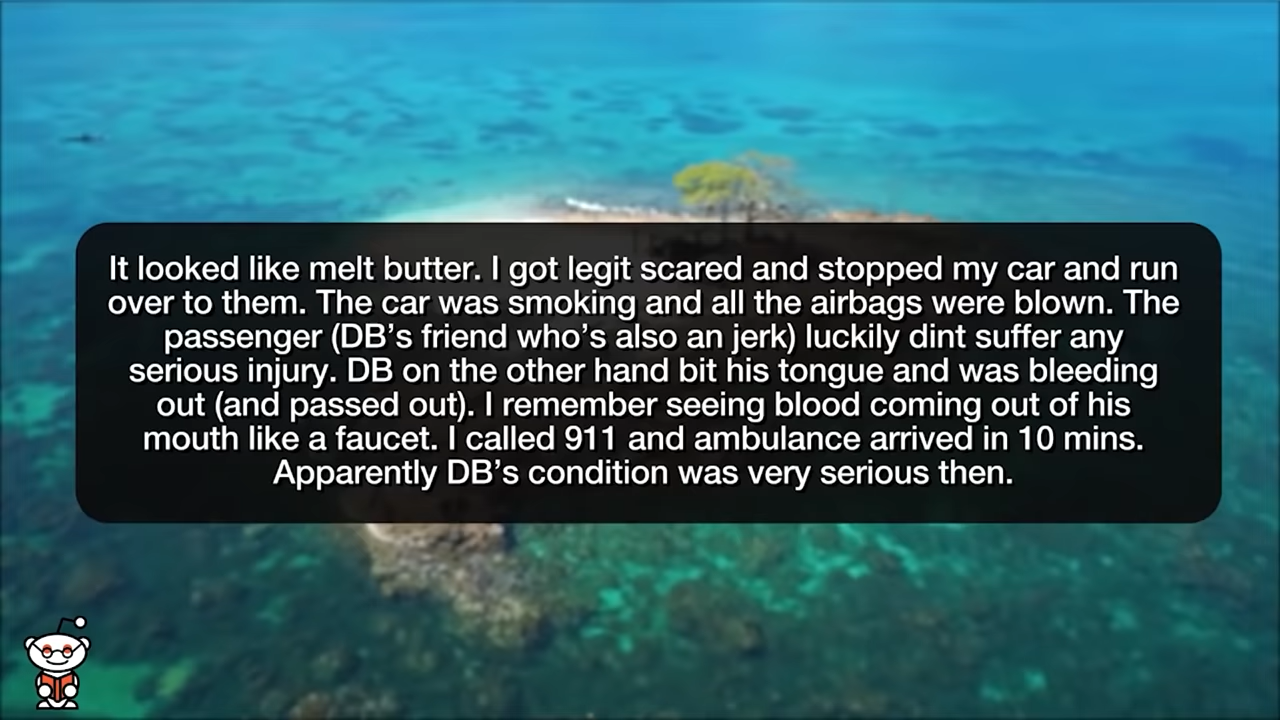 It looked like melt butter. I got legit scared and stopped my car and run
over to them. The car was smoking and all the airbags were blown. The
passenger (DB’s friend who’s also an jerk) luckily dint suffer any
serious injury. DB on the other hand bit his tongue and was bleeding
out (and passed out). I remember seeing blood coming out of his
mouth like a faucet. I called 911 and ambulance arrived in 10 mins.
Apparently DB’s condition was very serious then.